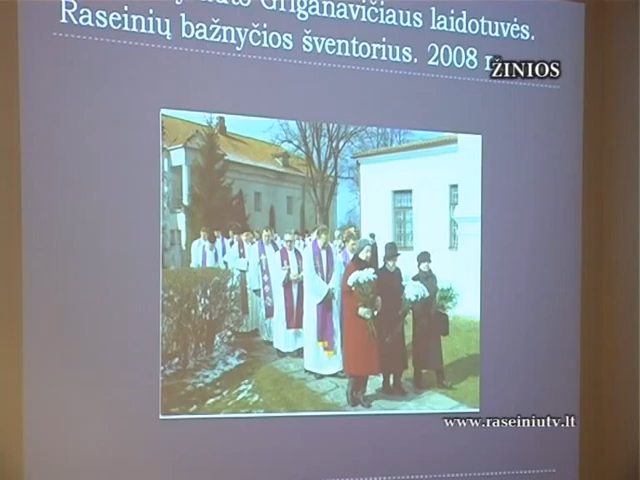 Griganavičiaus laidotuvės.
Raseinių bažnyčios šventorius. 2008
ŽINIOS
www.raseiniutv.lt